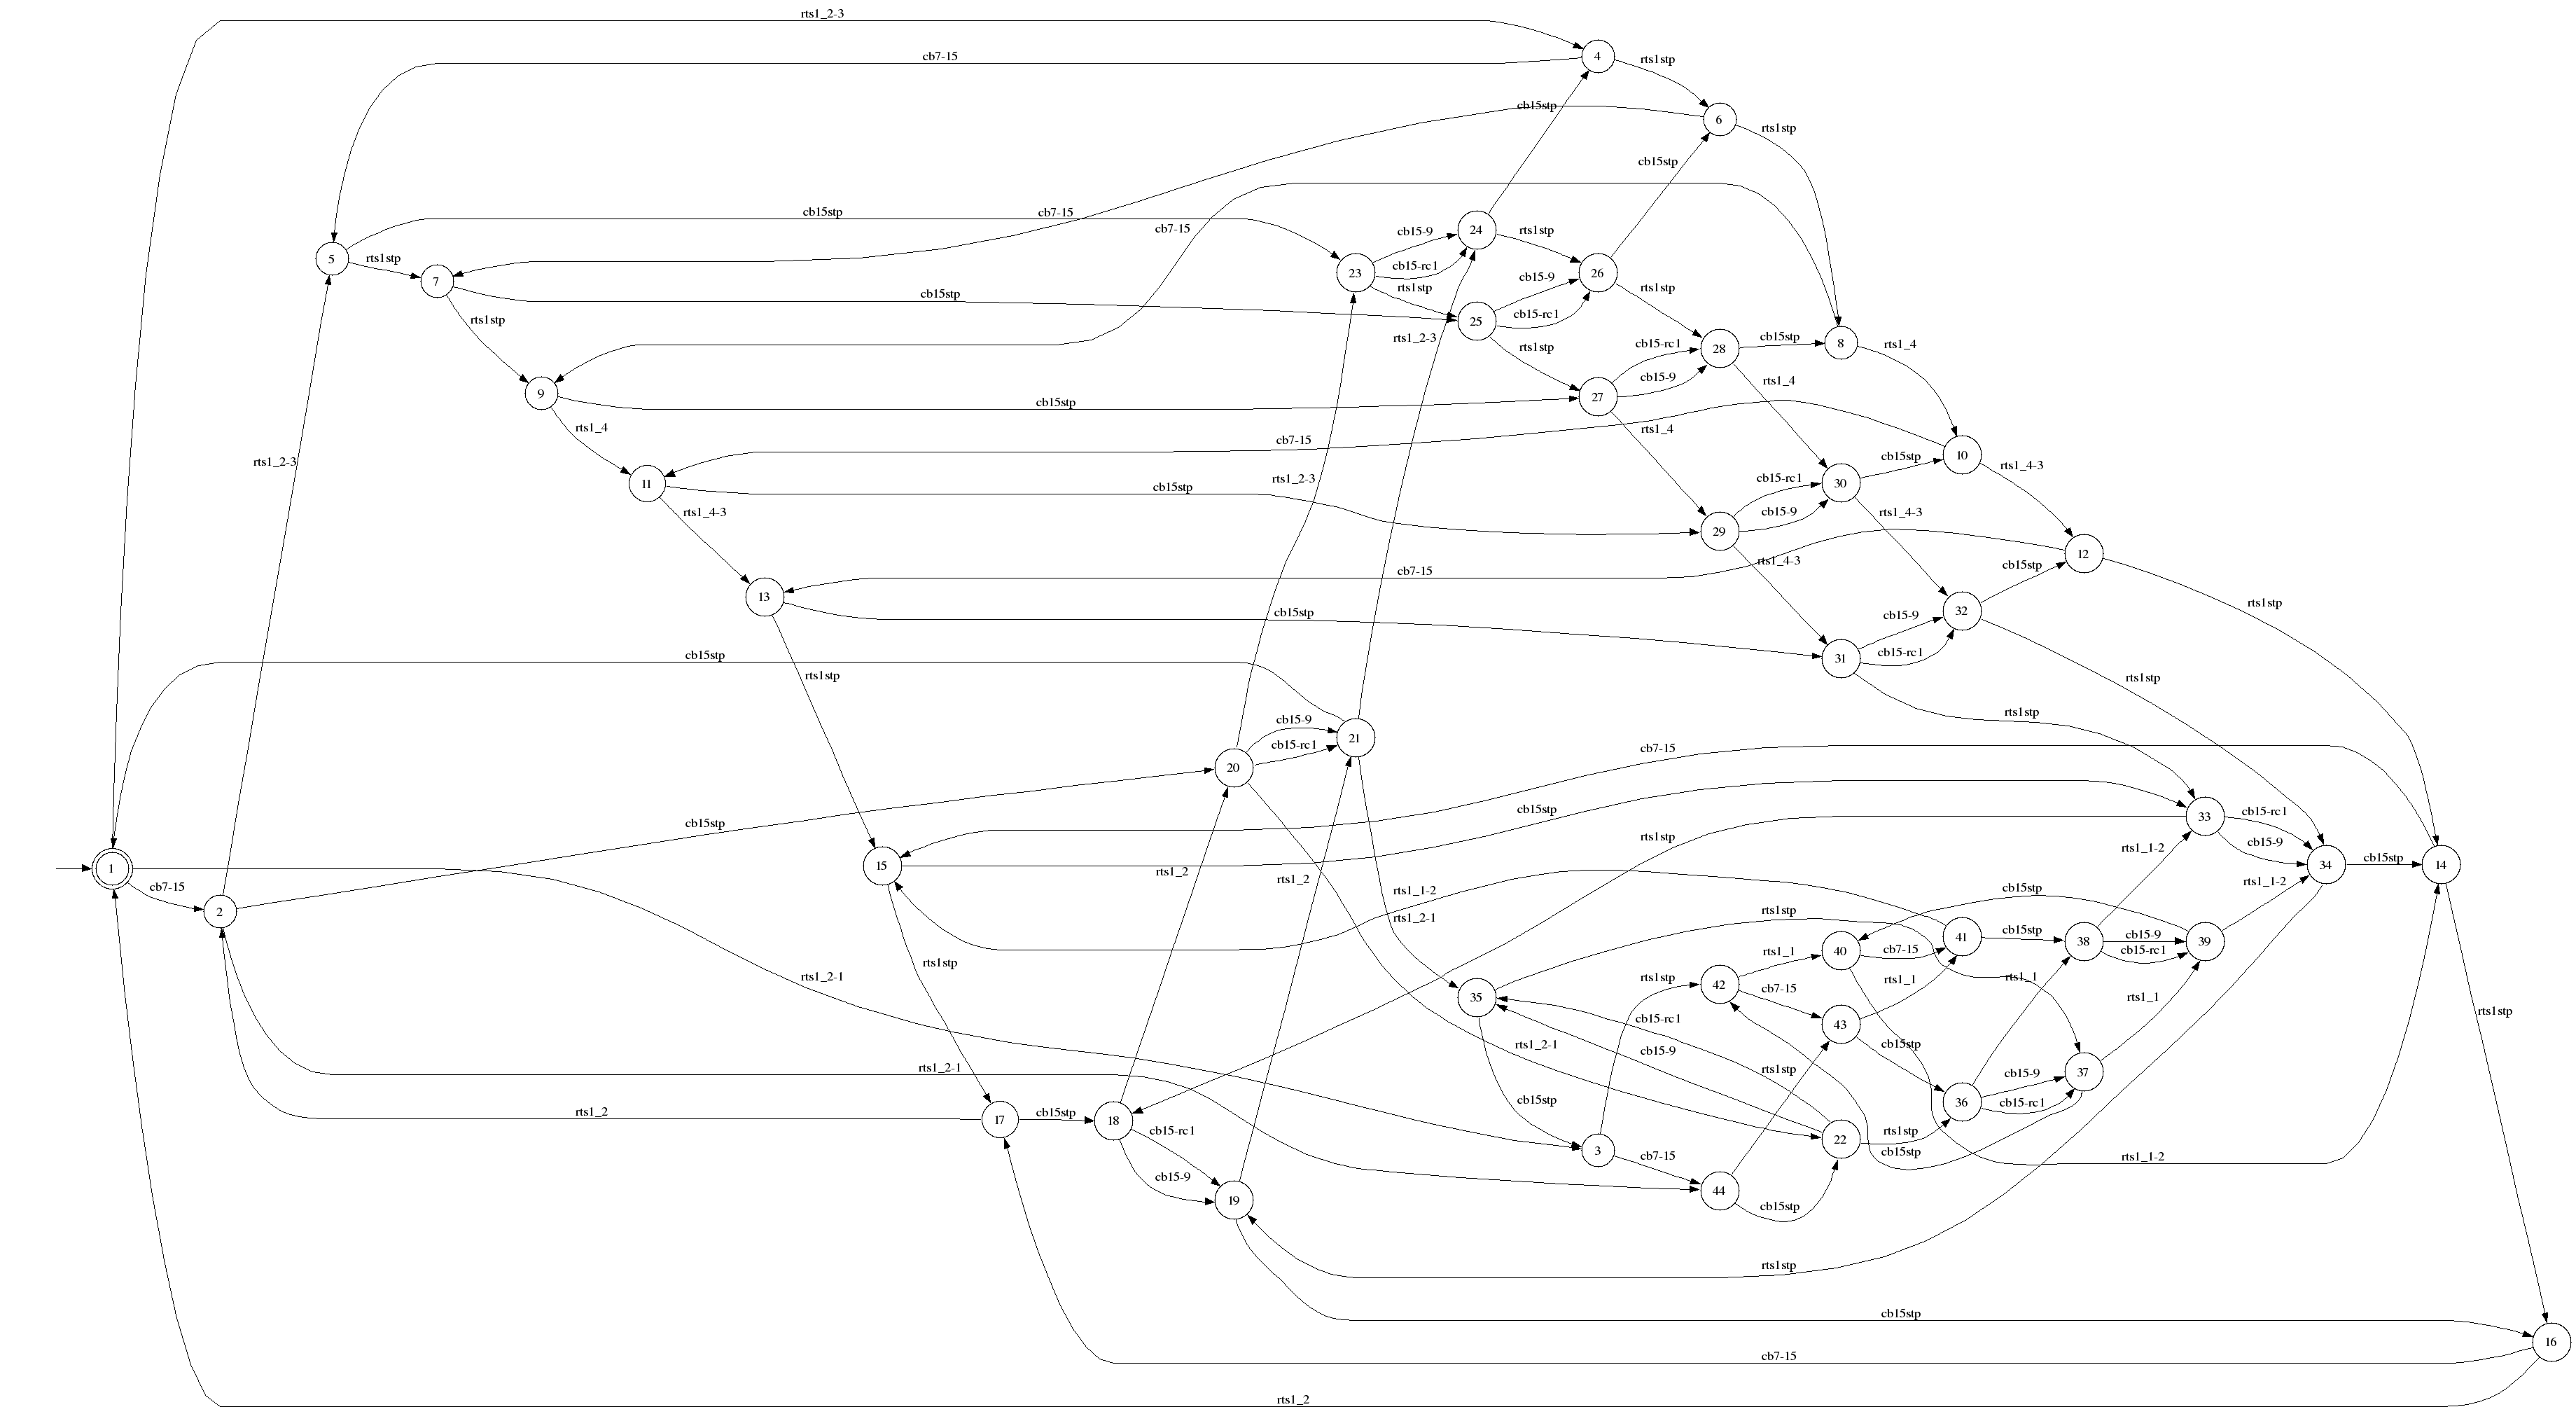 rts1_2-3
4
cb7-15
rts1stp
cb15stp
6
rts1stp
cb15stp
cb15stp
cb7-15
cb7-15
24
cb15-9
rts1stp
5
rts1stp
23
cb15-rc1
26
7
rts1stp
cb15-9
rts1stp
cb15stp
cb15-rc1
25
rts1stp
rts1_2-3
rts1stp
cb15-rc1
28
cb15stp
8
rts1_4
cb15-9
rts1_4
9
27
cb15stp
rts1_4
rts1_4
cb7-15
10
cb15stp
rts1_2-3
rts1_4-3
rts1_2-3
cb15-rc1
30
11
cb15stp
rts1_4-3
cb15-9
rts1_4-3
29
12
rts1_4-3
cb15stp
cb7-15
13
rts1stp
32
cb15stp
cb15-9
cb15-rc1
31
cb15stp
rts1stp
rts1stp
rts1stp
cb15-9
21
cb15-rc1
cb7-15
20
cb15stp
cb15-rc1
33
cb15stp
rts1stp
cb15-9
rts1_1-2
cb15stp
34
14
15
1
rts1_2
rts1_2
rts1_1-2
cb7-15
rts1_1-2
cb15stp
2
rts1stp
rts1_2-1
cb15stp
cb15-9
41
38
39
cb7-15
40
rts1_1
cb15-rc1
rts1stp
rts1_2-1
rts1stp
rts1_1
rts1_1
42
cb7-15
35
rts1_1
rts1stp
cb15-rc1
43
rts1_2-1
cb15stp
cb15-9
rts1_2-1
rts1stp
cb15-9
37
cb15stp
36
cb15-rc1
rts1_2
17
cb15stp
18
cb15-rc1
rts1stp
22
3
cb15stp
cb7-15
rts1_1-2
cb15-9
44
19
cb15stp
rts1stp
cb15stp
16
cb7-15
rts1_2